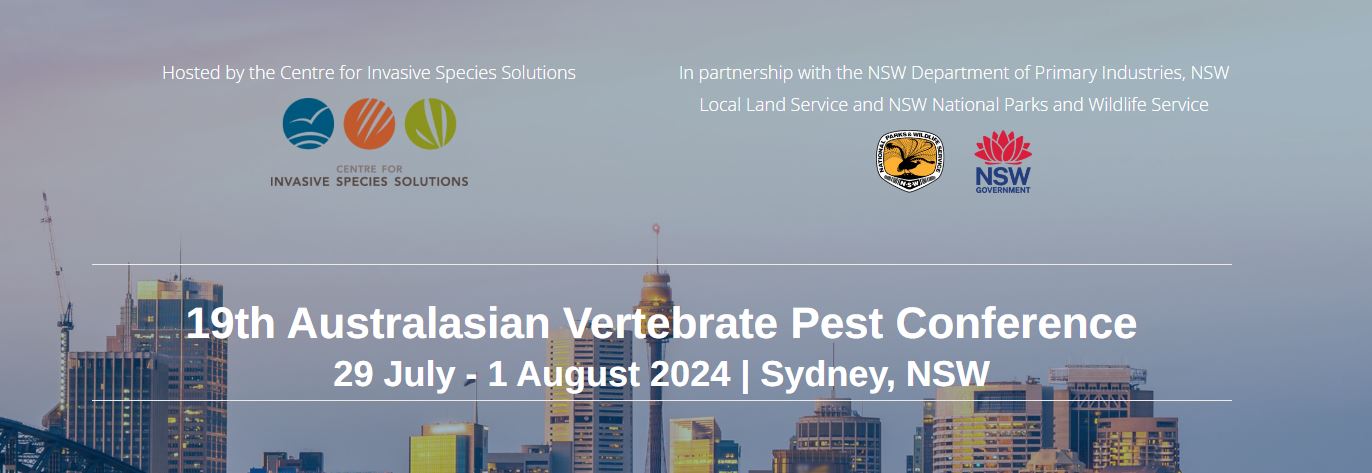 Hosted by the Centre for Invasive Species Solutions
CENTRE FOR
INVASIVE SPECIES SOLUTIONS
In partnership with the NSW Department of Primary Industries, NSW
Local Land Service and NSW National Parks and Wildlife Service
NATIONAL PARKS & WILDLIFE SERVICE
N·S·W
NSW
GOVERNMENT
19th Australasian Vertebrate Pest Conference
29 July - 1 August 2024 | Sydney, NSW